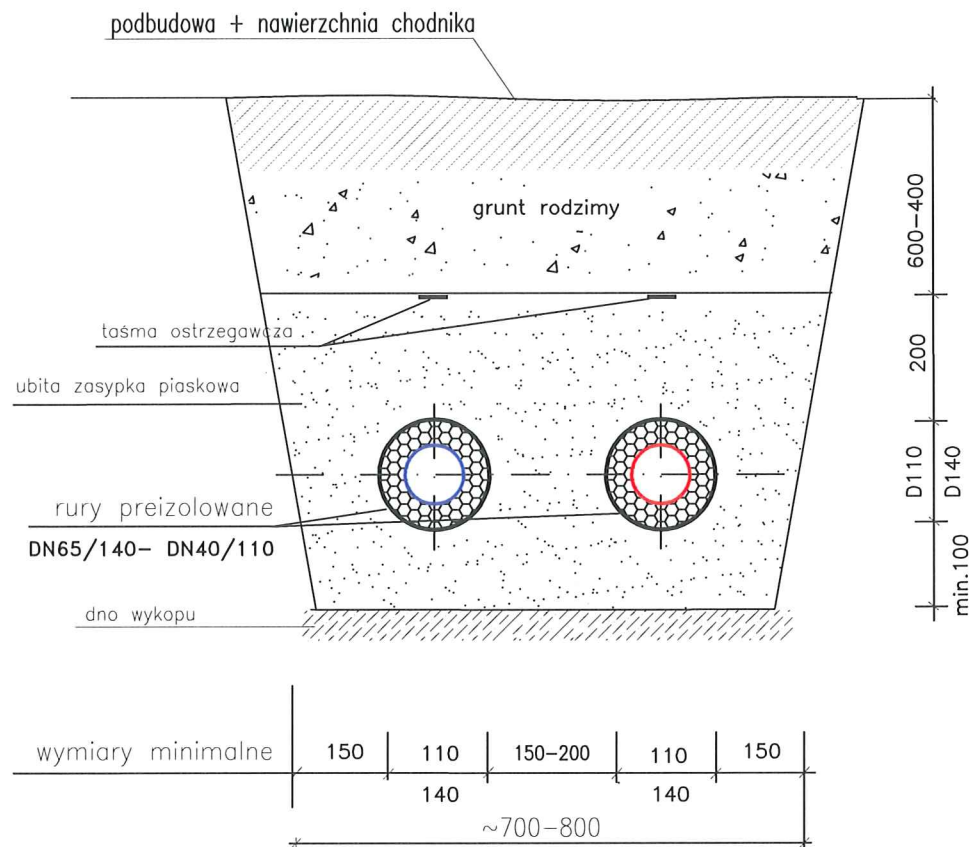 podbudowa + nawierzchnia chodnika
grunt rodzimy
600-400
taśma ostrzegawcza
200
ubita zasypka piaskowa
rury preizolowane
DN65/140- DN40/110
D110
D140
min.100
dno wykopu
wymiary minimalne 150 110 150-200 110 150
140 140
~700-800